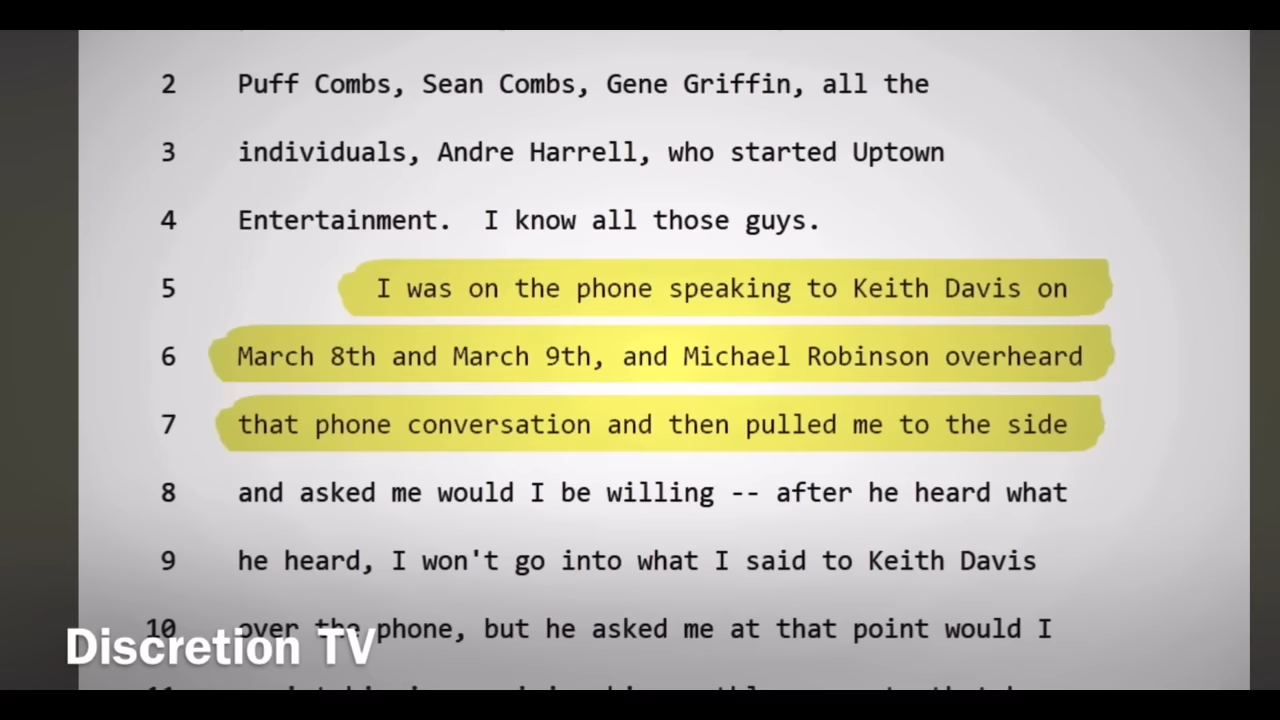 2 Puff Combs, Sean Combs, Gene Griffin, all the
3 individuals, Andre Harrell, who started Uptown
4 Entertainment. I know all those guys.
5 I was on the phone speaking to Keith Davis on
6 March 8th and March 9th, and Michael Robinson overheard
7 that phone conversation and then pulled me to the side
8 and asked me would I be willing -- after he heard what
9 he heard, I won't go into what I said to Keith Davis
10 over the phone, but he asked me at that point would I
Discretion TV